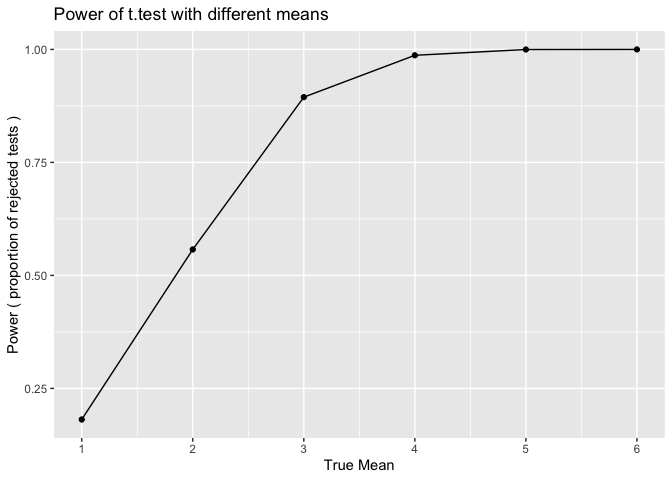 Power of t.test with different means
1.00
0.75
0.50
0.25
Power ( proportion of rejected tests )
1 2 3 4 5 6
True Mean